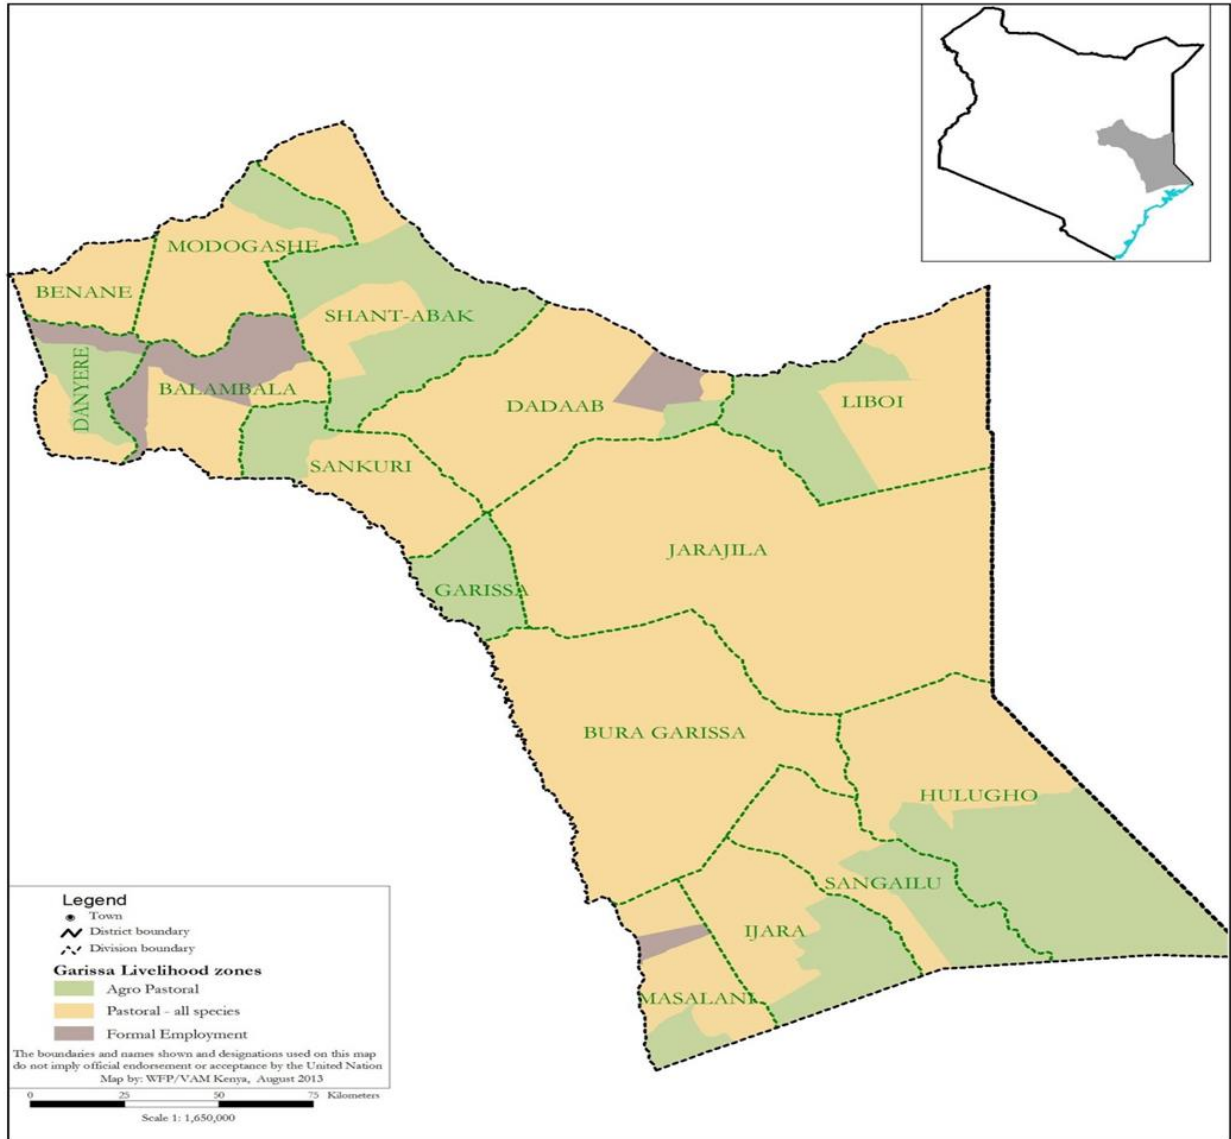 MODOGASHE
BENANE
SHANT-ABAK
DANYERE
BALAMBALA
DADAAB
LIBOI
SANKURI
JARAJILA
GARISSA
BURA GARISSA
HULUGHO
SANGAILU
IJARA
MASALANI
Legend
Town
District boundary
Division boundary
Garissa Livelihood zones
Agro Pastoral
Pastoral - all species
Formal Employment
The boundaries and names shown and designations used on this map
do not imply official endorsement or acceptance by the United Nation
Map by: WFP/VAM Kenya, August 2013
0 25 50 75 Kilometers
Scale 1: 1,650,000